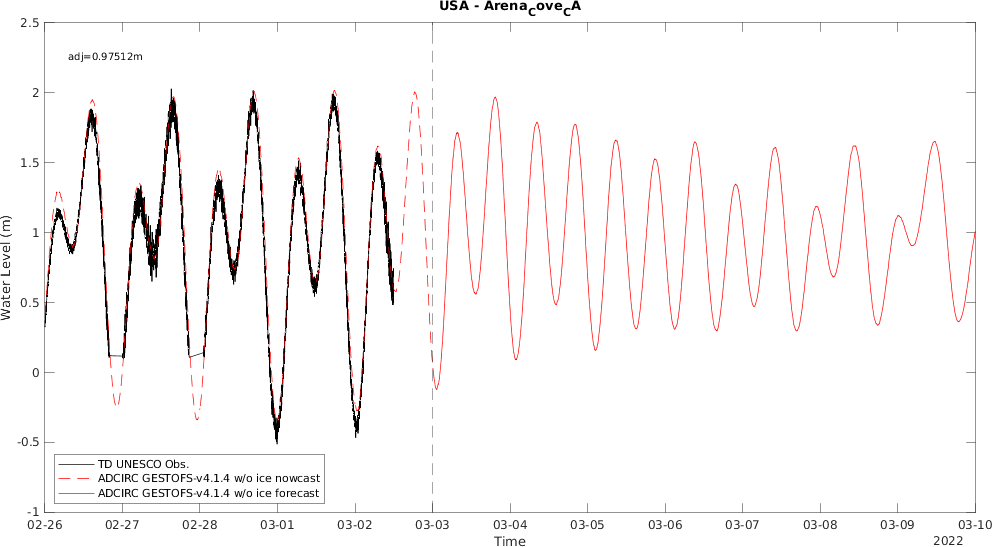 USA - Arena_Cove_CA
2.5
adj=0.97512m
2
1.5
1
0.5
0
-0.5
-1
Water Level (m)
TD UNESCO Obs.
ADCIRC GESTOFS-v4.1.4 w/o ice nowcast
ADCIRC GESTOFS-v4.1.4 w/o ice forecast
02-26 02-27 02-28 03-01 03-02 03-03 03-04 03-05 03-06 03-07 03-08 03-09 03-10
Time
2022